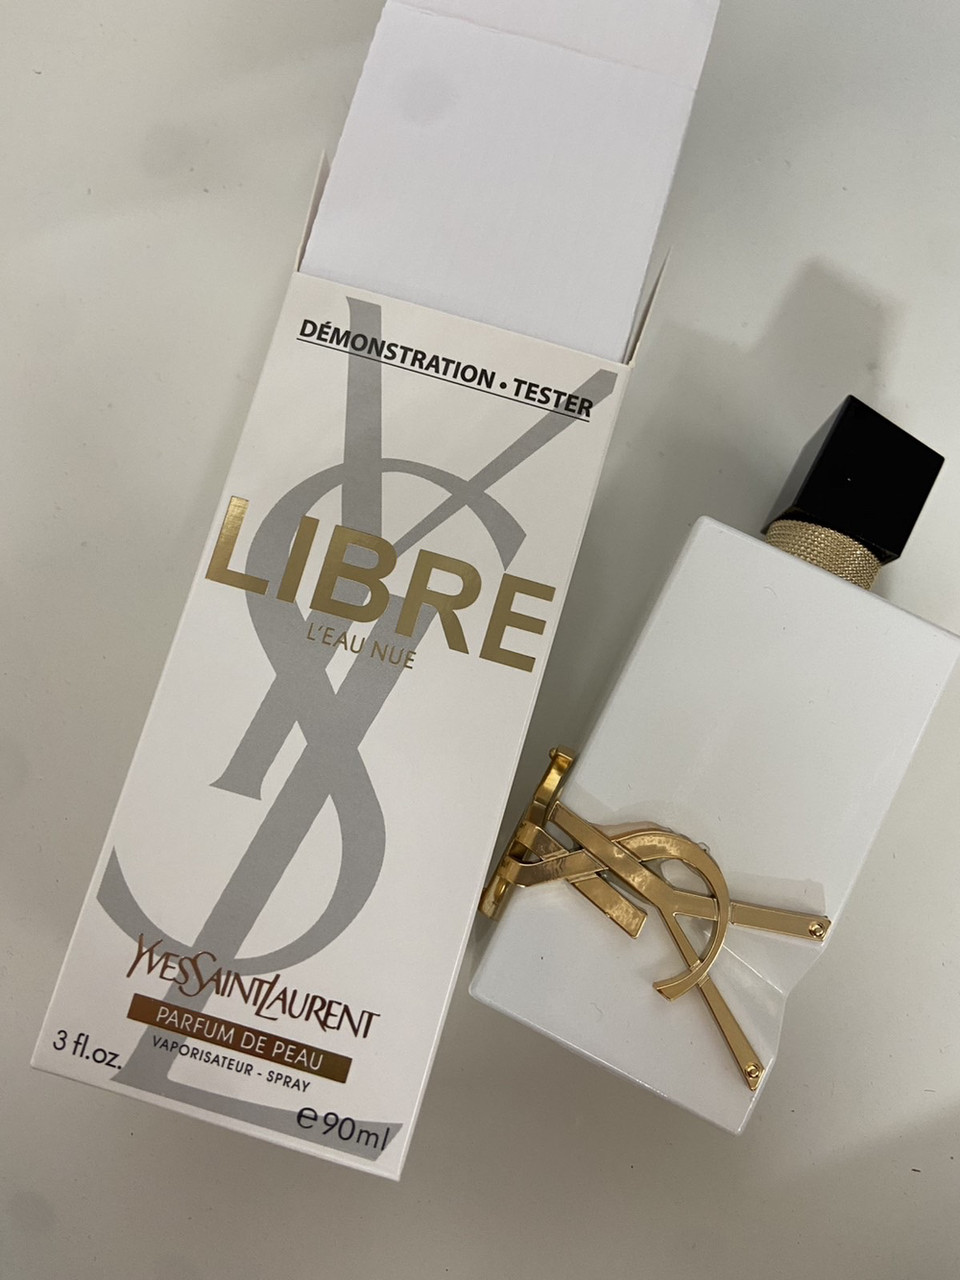 DÉMONSTRATION • TESTER
LIBRE
L'EAU NUE
YVESSAINTLAURENT
PARFUM DE PEAU
VAPORISATEUR - SPRAY
3 fl.oz.
e 90ml